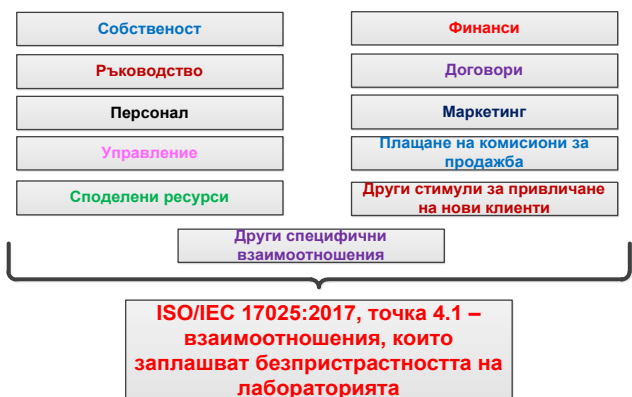 Собственост
Финанси
Ръководство
Договори
Персонал
Маркетинг
Управление
Плащане на комисиони за
продажба
Споделени ресурси
Други стимули за привличане
на нови клиенти
Други специфични
взаимоотношения
ISO/IEC 17025:2017, точка 4.1 –
взаимоотношения, които
заплашват безпристрастността на
лабораторията